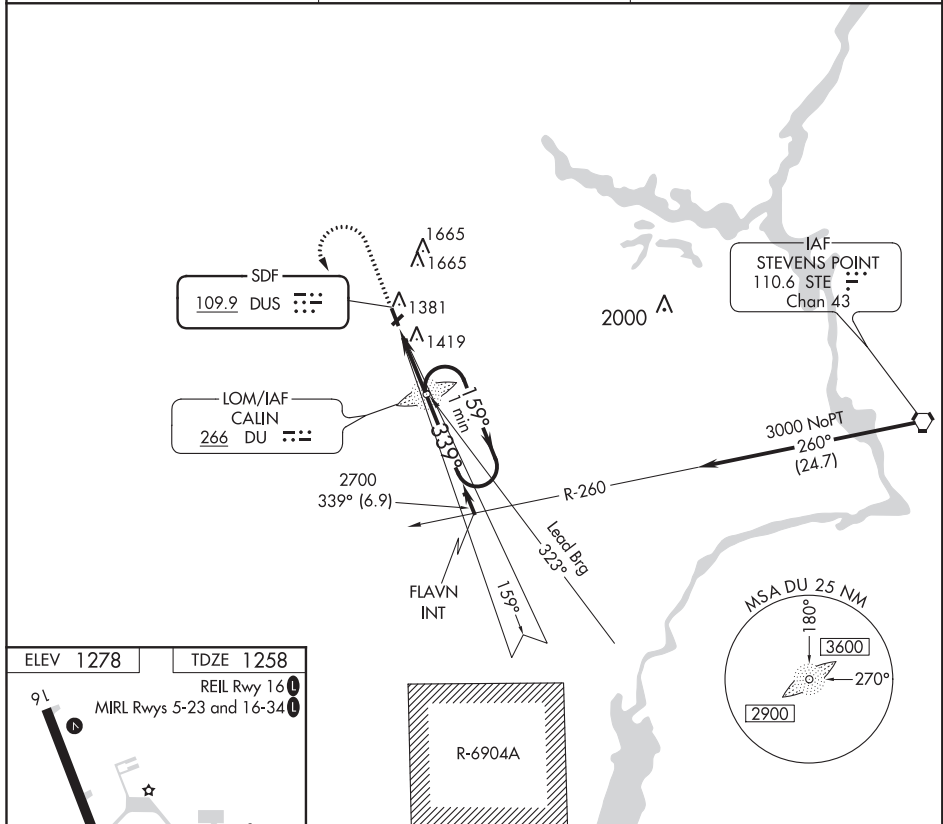 1665
1665
SDF
109.9 DUS
1381
1419
IAF
STEVENS POINT
110.6 STE
Chan 43
2000
LOM/IAF
CALIN
266 DU
159°
1 min
339°
3000 NoPT
260°
(24.7)
2700
339° (6.9)
R-260
Lead Brg
323°
FLAVN
INT
159°
MSA DU 25 NM
180°
3600
270°
2900
ELEV 1278
TDZE 1258
REIL Rwy 16 L
MIRL Rwys 5-23 and 16-34 L
16
V
R-6904A